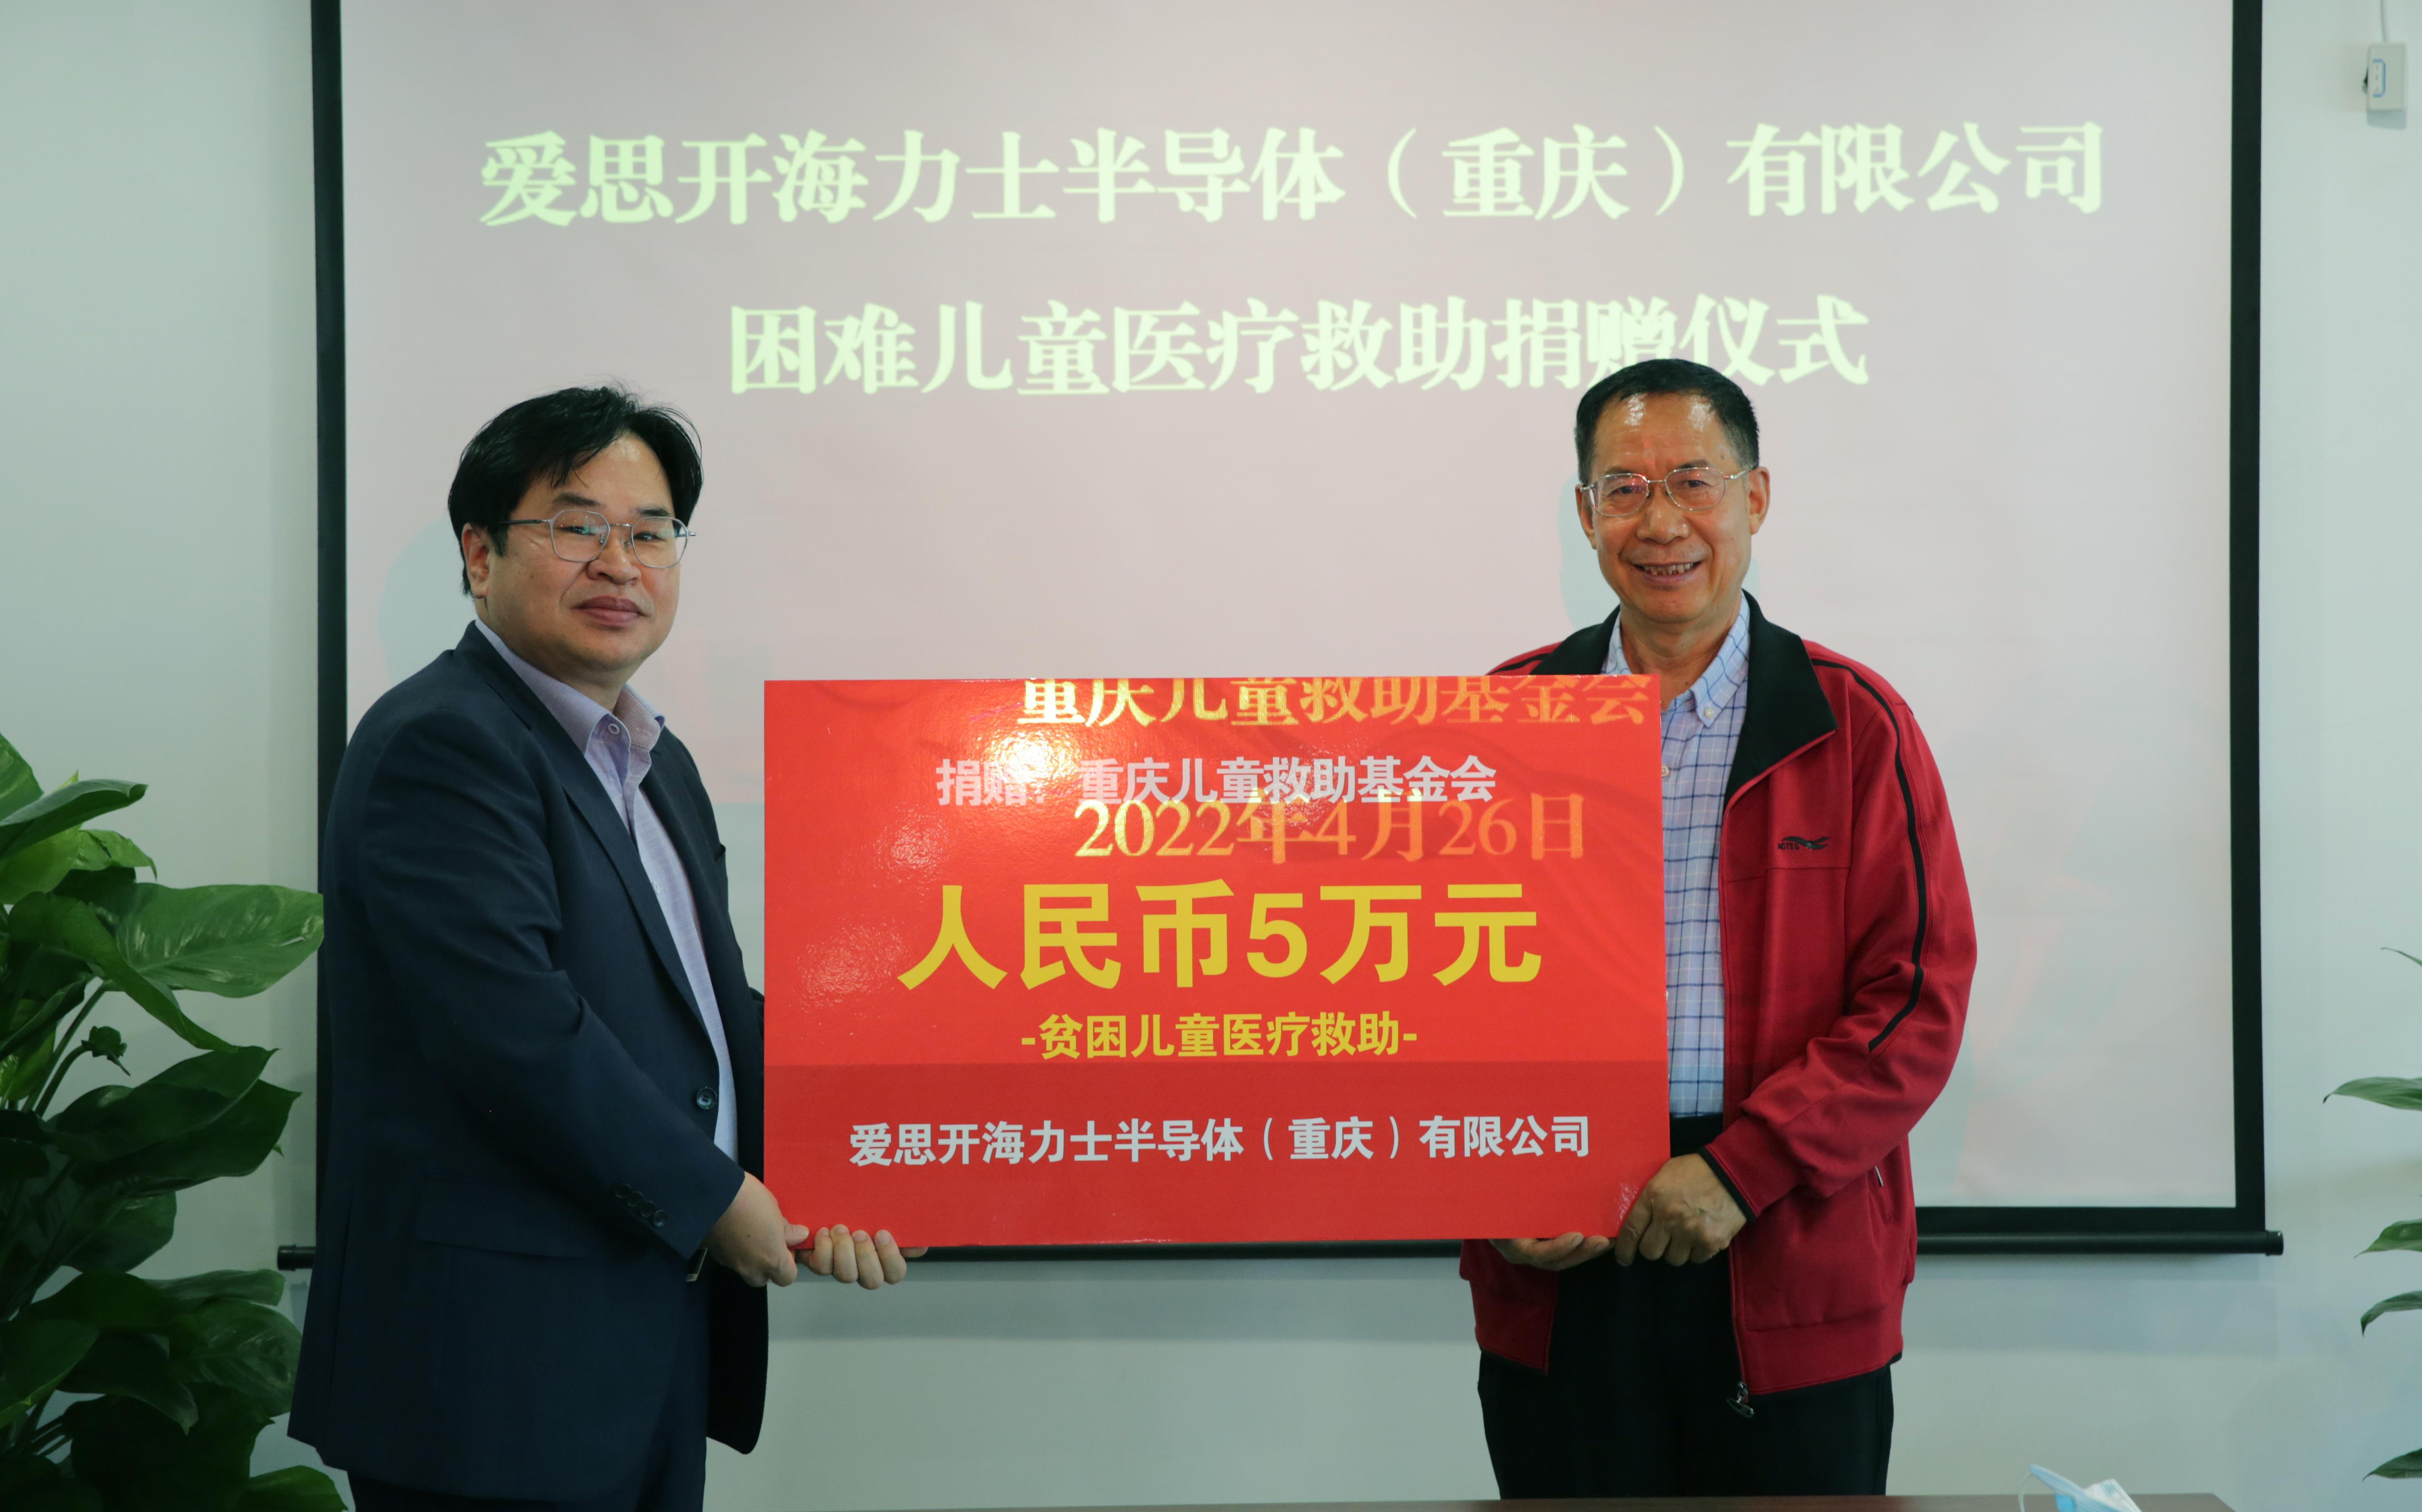 爱思开海力士半导体（重庆）有限公司
困难儿童医疗救助捐赠仪式
重庆儿童救助基金会
捐赠：重庆儿童救助基金会
2022年4月26日
人民币5万元
-贫困儿童医疗救助-
爱思开海力士半导体（重庆）有限公司